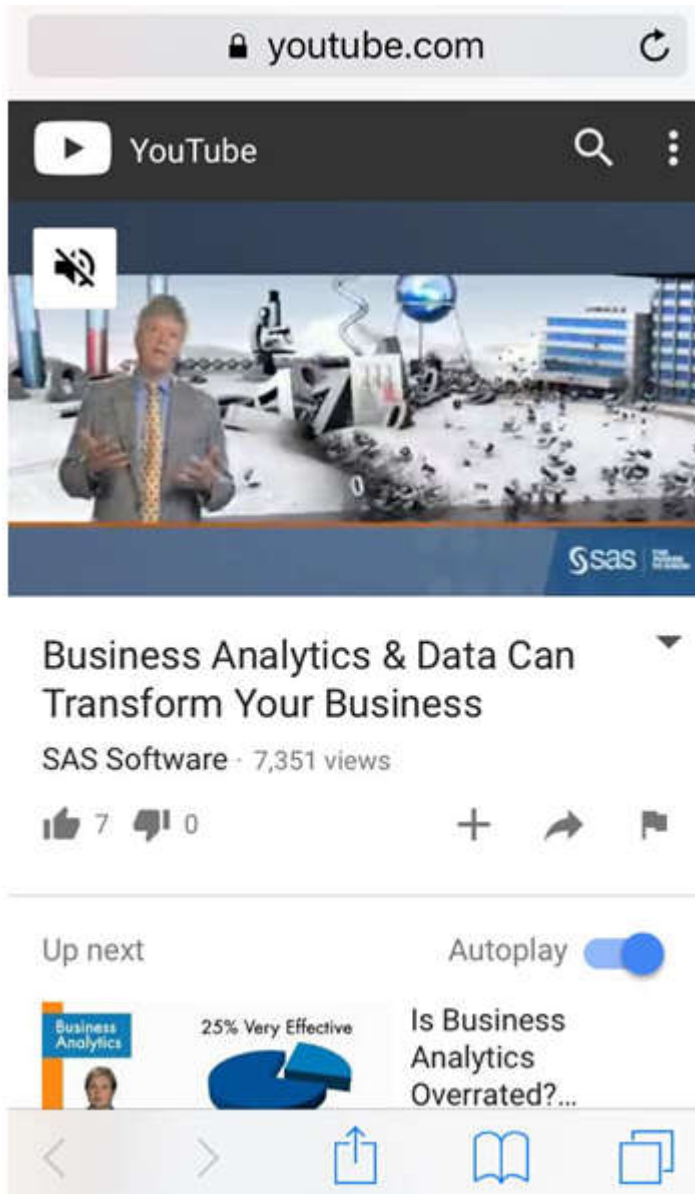 youtube.com
YouTube
sas
Business Analytics & Data Can
Transform Your Business
SAS Software · 7,351 views
7 0
Up next Autoplay
Business
Analytics
25% Very Effective
Is Business
Analytics
Overrated?...